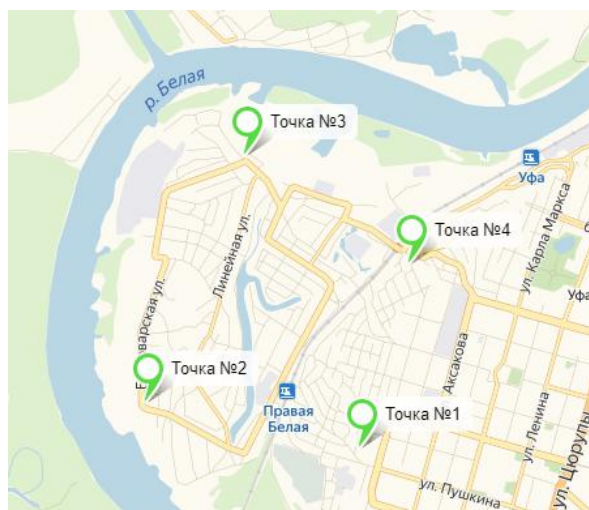 р. Белая
Точка №3
Уфа
ул. Карла Маркса
Точка №4
Линейная ул.
Уфа
Точка №2
Аксакова
Правая
Белая
Точка №1
ул. Ленина
ул. Цюрупы
ул. Пушкина